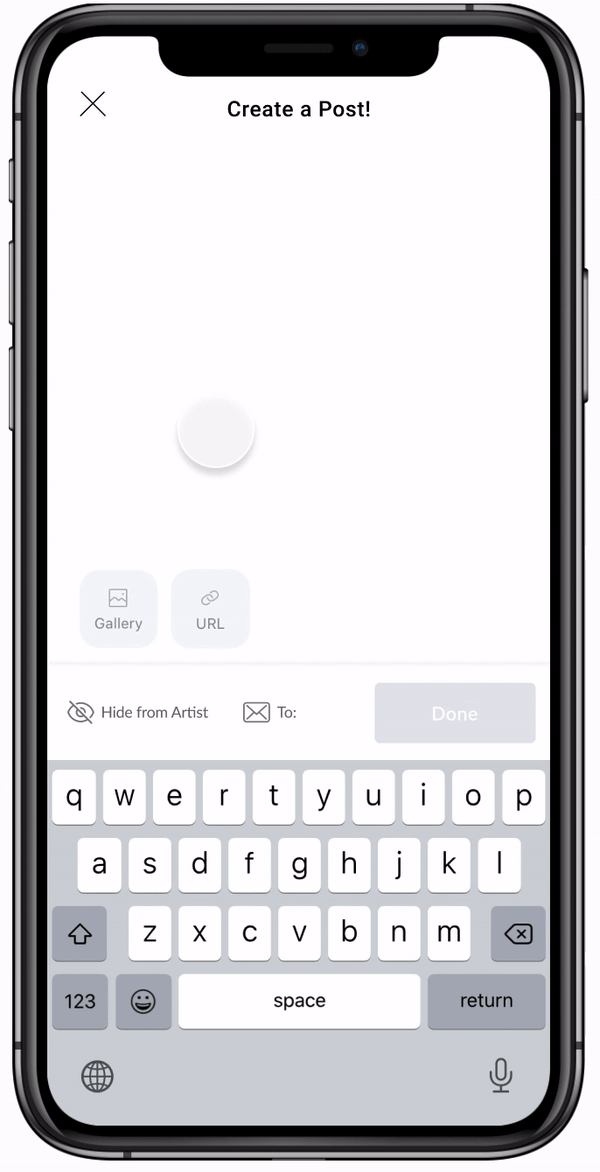 Create a Post!
Gallery URL
Hide from Artist To: Done
q w e r t y u i o p
a s d f g h j k l
z x c v b n m
123 space return